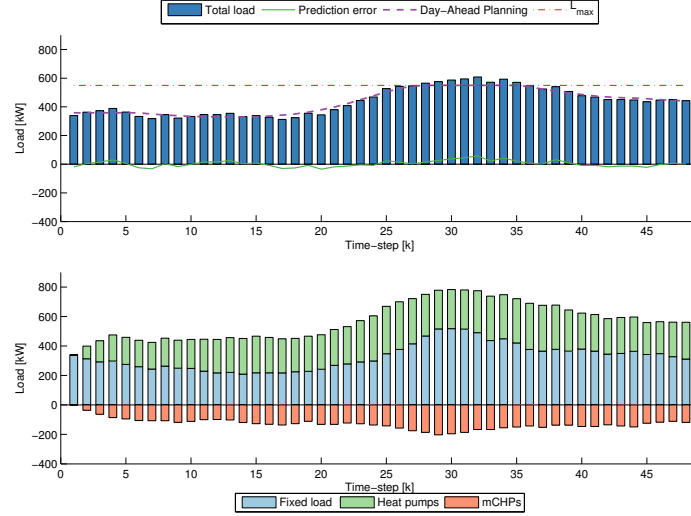 Total load Prediction error Day-Ahead Planning L_max
800
600
400
200
0
−200
−400
Load [kW]
0 5 10 15 20 25 30 35 40 45
Time−step [k]
800
600
400
200
0
−200
−400
Load [kW]
0 5 10 15 20 25 30 35 40 45
Time−step [k]
Fixed load Heat pumps mCHPs